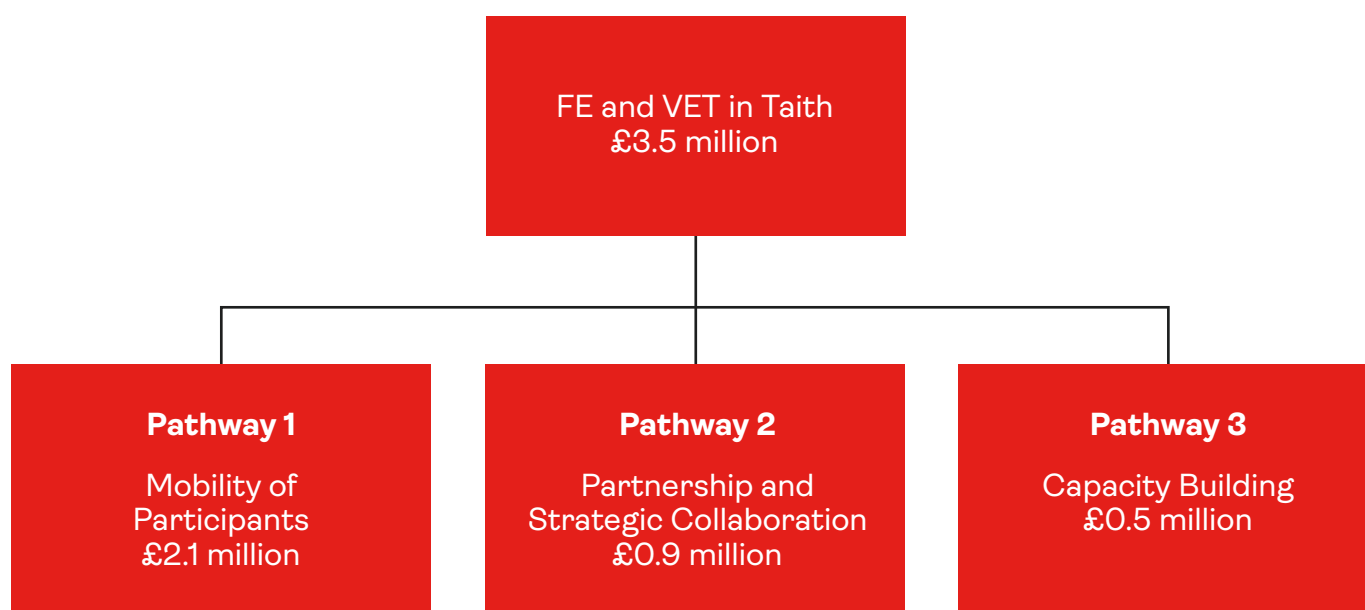 FE and VET in Taith
£3.5 million
Pathway 1
Mobility of
Participants
£2.1 million
Pathway 2
Partnership and
Strategic Collaboration
£0.9 million
Pathway 3
Capacity Building
£0.5 million